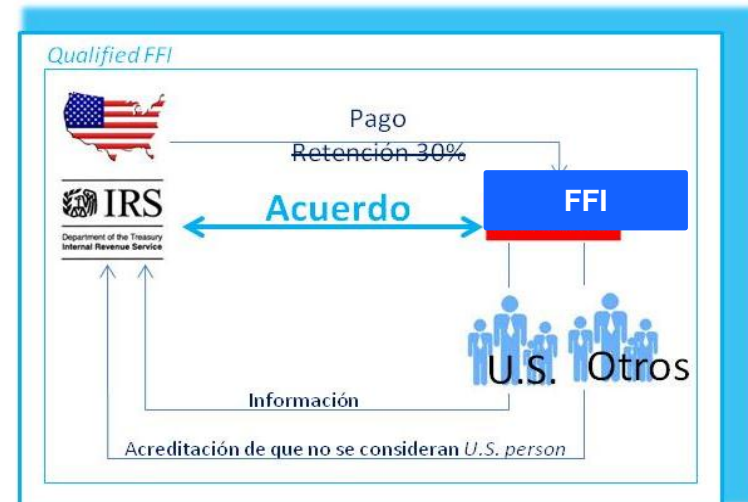 Qualified FFI
Pago
Retención 30%
IRS
Department of the Treasury
Internal Revenue Service
Acuerdo
FFI
U.S.
Otros
Información
Acreditación de que no se consideran U.S. person